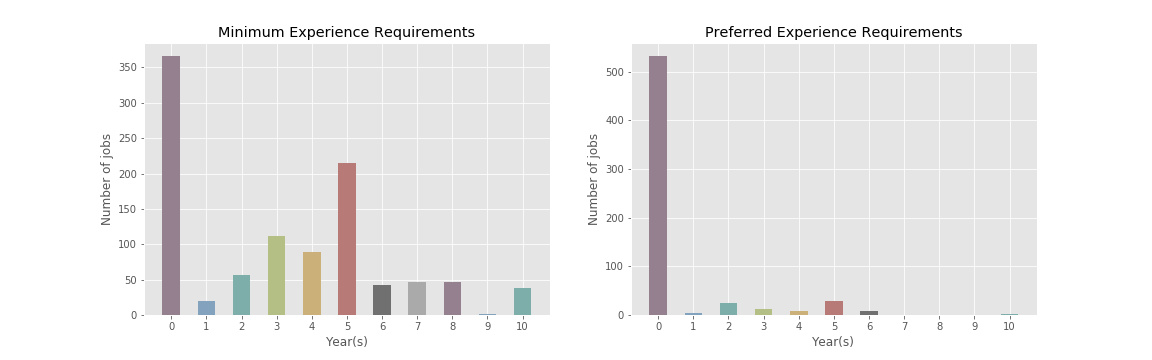 Minimum Experience Requirements
Number of jobs
350
300
250
200
150
100
50
0
0 1 2 3 4 5 6 7 8 9 10
Year(s)
Preferred Experience Requirements
Number of jobs
500
400
300
200
100
0
0 1 2 3 4 5 6 7 8 9 10
Year(s)